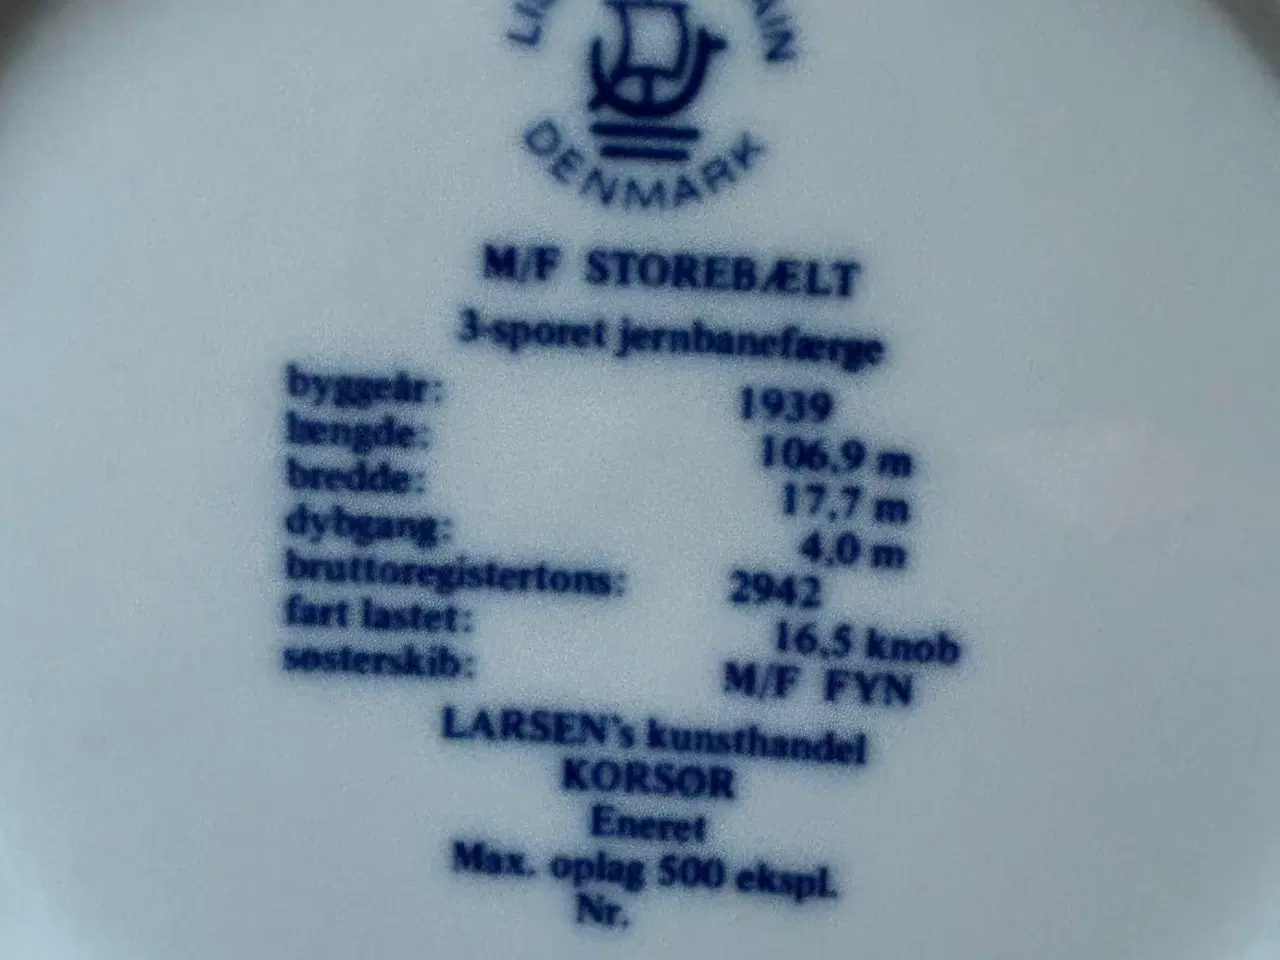 DENMARK
M/F STOREBÆLT
3-sporet jernbanefærge
byggeår: 1939
længde: 106,9 m
bredde: 17,7 m
dybgang: 4,0 m
bruttoregistertons: 2942
fart lastet: 16,5 knob
søsterskib: M/F FYN
LARSEN's kunsthandel
KORSØR
Eneret
Max. oplag 500 ekspl.
Nr.